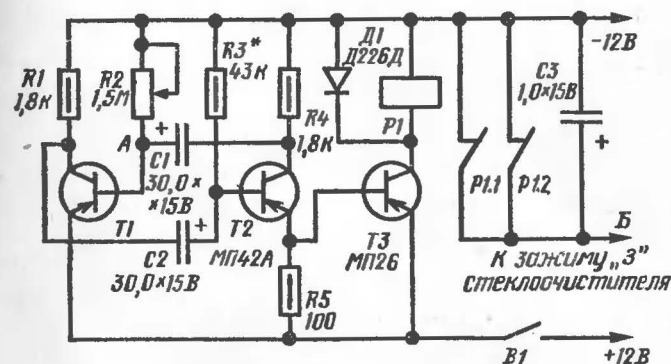 R1
1,8к
R2
1,5М
R3*
43к
R4
1,8к
Д1
Д226Д
P1
-12В
C3
1,0×15В
+
А
+
C1
30,0×
×15В
T1
C2
30,0×15В
+
T2
МП42А
R5
100
T3
МП26
P1.1
P1.2
Б
К зажиму „3"
стеклоочистителя
В1
+12В